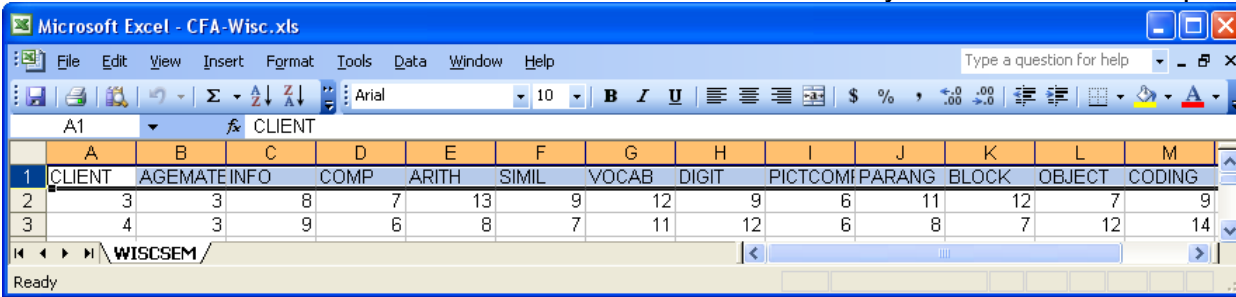 Microsoft Excel - CFA-Wisc.xls
File Edit View Insert Format Tools Data Window Help Type a question for help
Arial 10 B I U $ % ,
A1 fx CLIENT
A B C D E F G H I J K L M
1 CLIENT AGEMATE INFO COMP ARITH SIMIL VOCAB DIGIT PICTCOM PARANG BLOCK OBJECT CODING
2 3 3 8 7 13 9 12 9 6 11 12 7 9
3 4 3 9 6 8 7 11 12 6 8 7 12 14
WISCSEM
Ready